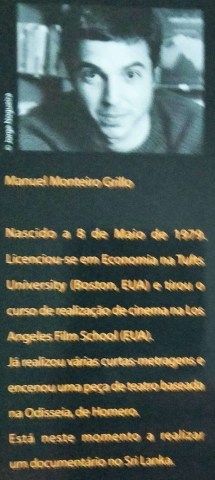 © Jorge Nogueira
Manuel Monteiro Grillo
Nascido a 8 de Maio de 1979.
Licenciou-se em Economia na Tufts
University (Boston, EUA) e tirou o
curso de realização de cinema na Los
Angeles Film School (EUA).
Já realizou várias curtas-metragens e
encenou uma peça de teatro baseada
na Odisseia, de Homero.
Está neste momento a realizar
um documentário no Sri Lanka.